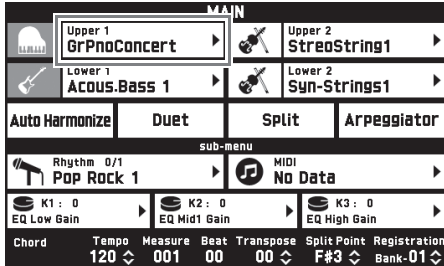 MAIN
Upper 1 Upper 2
GrPnoConcert StreoString1
Lower 1 Lower 2
Acous.Bass 1 Syn-Strings1
Auto Harmonize Duet Split Arpeggiator
sub-menu
Rhythm 0/1 MIDI
Pop Rock 1 No Data
K1 : 0 K2 : 0 K3 : 0
EQ Low Gain EQ Mid1 Gain EQ High Gain
Chord Tempo Measure Beat Transpose Split Point Registration
120 001 00 00 F#3 Bank-01